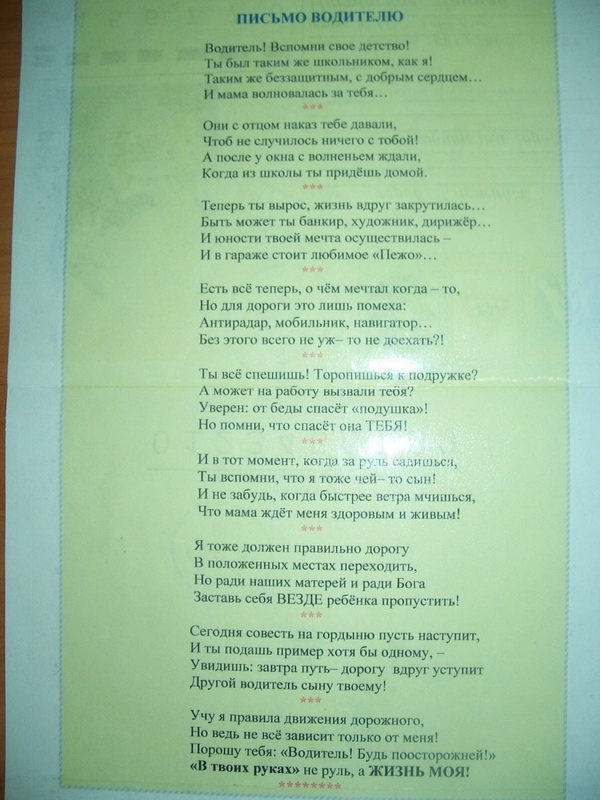 ПИСЬМО ВОДИТЕЛЮ
Водитель! Вспомни свое детство!
Ты был таким же школьником, как я!
Таким же беззащитным, с добрым сердцем…
И мама волновалась за тебя…
***
Они с отцом наказ тебе давали,
Чтоб не случилось ничего с тобой!
А после у окна с волненьем ждали,
Когда из школы ты придёшь домой.
***
Теперь ты вырос, жизнь вдруг закрутилась…
Быть может ты банкир, художник, дирижёр…
И юности твоей мечта осуществилась –
И в гараже стоит любимое «Пежо»…
***
Есть всё теперь, о чём мечтал когда – то,
Но для дороги это лишь помеха:
Антирадар, мобильник, навигатор…
Без этого всего не уж– то не доехать?!
***
Ты всё спешишь! Торопишься к подружке?
А может на работу вызвали тебя?
Уверен: от беды спасёт «подушка»!
Но помни, что спасёт она ТЕБЯ!
***
И в тот момент, когда за руль садишься,
Ты вспомни, что я тоже чей– то сын!
И не забудь, когда быстрее ветра мчишься,
Что мама ждёт меня здоровым и живым!
***
Я тоже должен правильно дорогу
В положенных местах переходить,
Но ради наших матерей и ради Бога
Заставь себя ВЕЗДЕ ребёнка пропустить!
***
Сегодня совесть на гордыню пусть наступит,
И ты подашь пример хотя бы одному, –
Увидишь: завтра путь– дорогу вдруг уступит
Другой водитель сыну твоему!
***
Учу я правила движения дорожного,
Но ведь не всё зависит только от меня!
Порошу тебя: «Водитель! Будь поосторожней!»
«В твоих руках» не руль, а ЖИЗНЬ МОЯ!
********